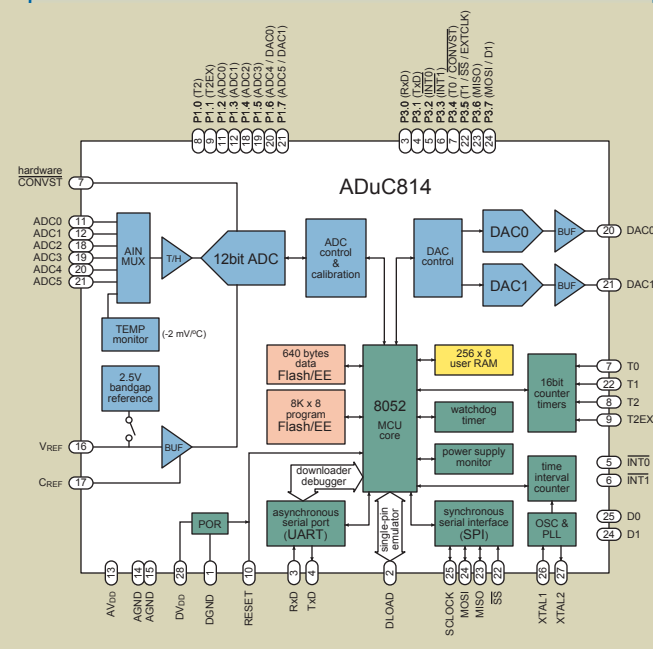 P1.0 (T2)
P1.1 (T2EX)
P1.2 (ADC0)
P1.3 (ADC1)
P1.4 (ADC2)
P1.5 (ADC3)
P1.6 (ADC4 / DAC0)
P1.7 (ADC5 / DAC1)
8
9
11
12
18
19
20
21
P3.0 (RxD)
P3.1 (TxD)
P3.2 (INT0)
P3.3 (INT1)
P3.4 (T0 / CONVST)
P3.5 (T1 / SS / EXTCLK)
P3.6 (MISO)
P3.7 (MOSI / D1)
3
4
5
6
7
22
23
24
hardware
CONVST
7
ADuC814
ADC0 11
ADC1 12
ADC2 18
ADC3 19
ADC4 20
ADC5 21
AIN
MUX
T/H
12bit ADC
ADC
control
&
calibration
DAC
control
DAC0
BUF
20 DAC0
DAC1
BUF
21 DAC1
TEMP
monitor
(-2 mV/ºC)
2.5V
bandgap
reference
VREF 16
BUF
CREF 17
640 bytes
data
Flash/EE
8K x 8
program
Flash/EE
8052
MCU
core
256 x 8
user RAM
watchdog
timer
power supply
monitor
16bit
counter
timers
7 T0
22 T1
8 T2
9 T2EX
time
interval
counter
5 INT0
6 INT1
25 D0
24 D1
downloader
debugger
asynchronous
serial port
(UART)
single-pin
emulator
synchronous
serial interface
(SPI)
OSC &
PLL
POR
13
14
15
28
1
10
3
4
2
25
24
23
22
26
27
AVDD
AGND
AGND
DVDD
DGND
RESET
RxD
TxD
DLOAD
SCLOCK
MOSI
MISO
SS
XTAL1
XTAL2